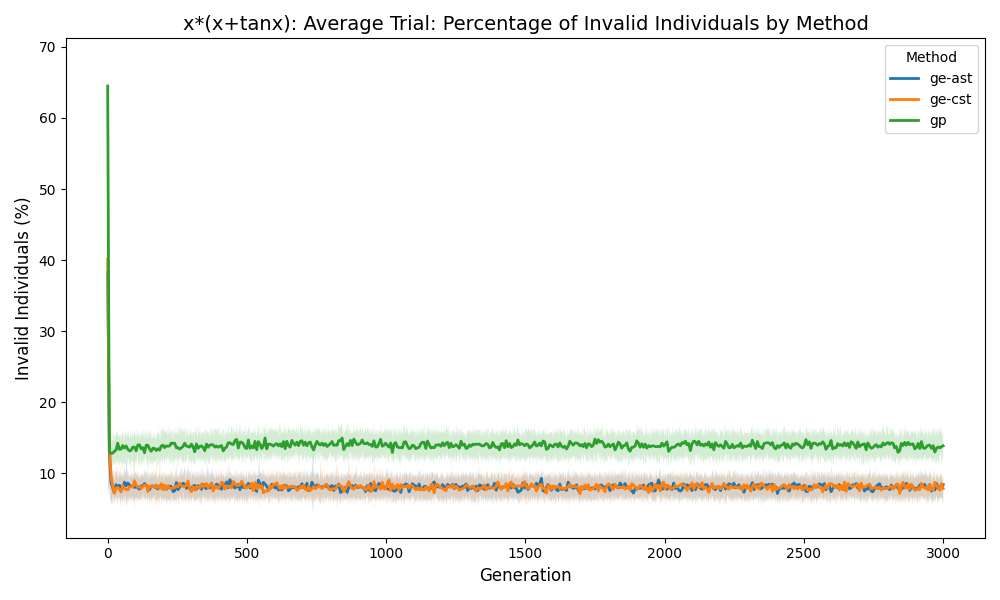 x*(x+tanx): Average Trial: Percentage of Invalid Individuals by Method
Invalid Individuals (%)
70
60
50
40
30
20
10
Method
ge-ast
ge-cst
gp
0 500 1000 1500 2000 2500 3000
Generation